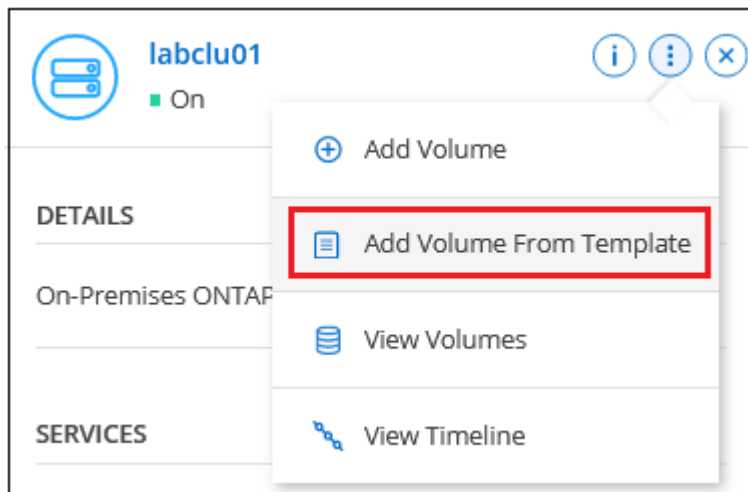 labclu01
On
Add Volume
DETAILS
Add Volume From Template
On-Premises ONTAP
View Volumes
SERVICES
View Timeline